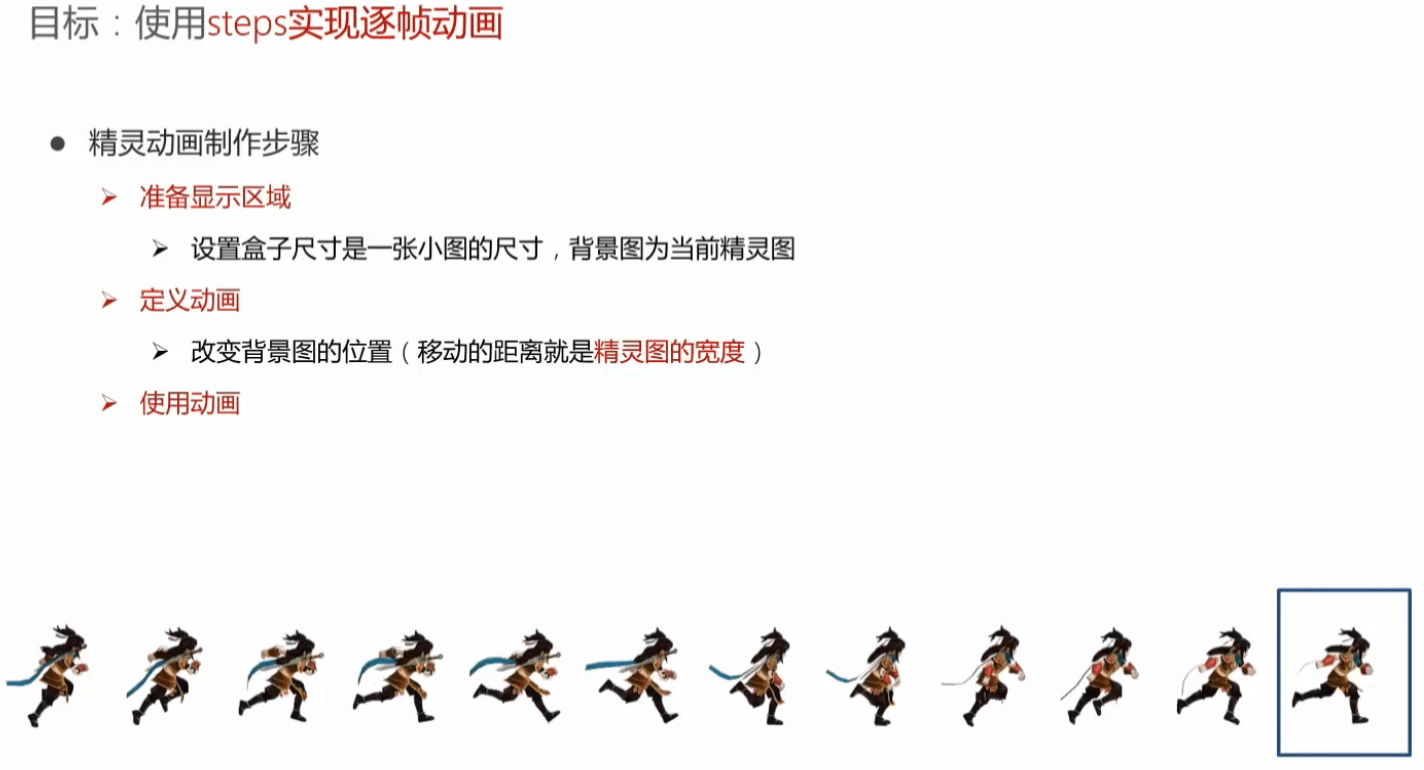 目标：使用steps实现逐帧动画
精灵动画制作步骤
准备显示区域
设置盒子尺寸是一张小图的尺寸，背景图为当前精灵图
定义动画
改变背景图的位置（移动的距离就是精灵图的宽度）
使用动画